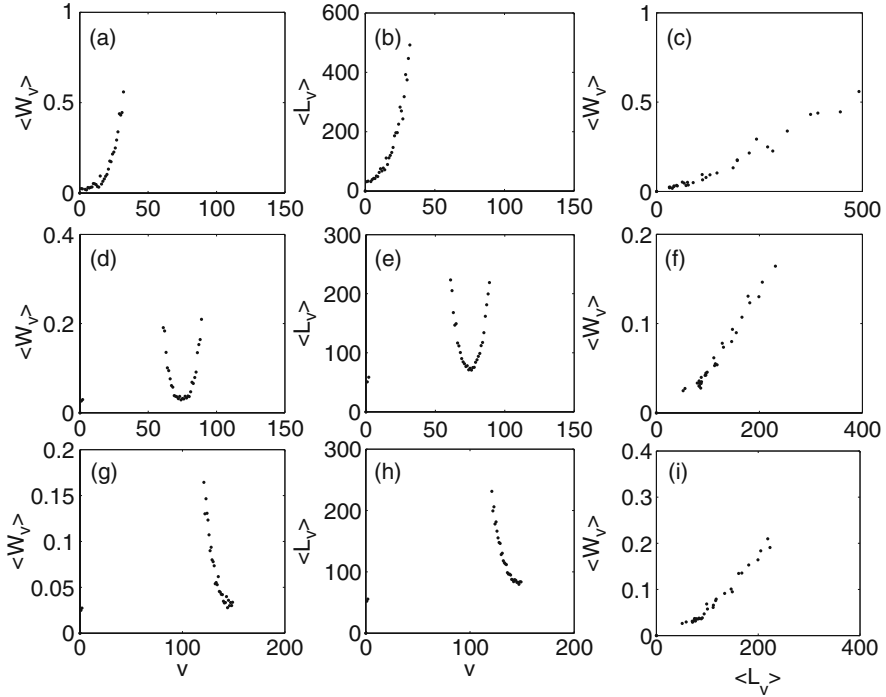 (a)
<W_v>
1
0.5
0
0 50 100 150
(b)
<L_v>
600
400
200
0
0 50 100 150
(c)
<W_v>
1
0.5
0
0 500
(d)
<W_v>
0.4
0.2
0
0 50 100 150
(e)
<L_v>
300
200
100
0
0 50 100 150
(f)
<W_v>
0.2
0.1
0
0 200 400
(g)
<W_v>
0.2
0.15
0.1
0.05
0
0 100 200
v
(h)
<L_v>
300
200
100
0
0 100 200
v
(i)
<W_v>
0.4
0.3
0.2
0.1
0
0 200 400
<L_v>